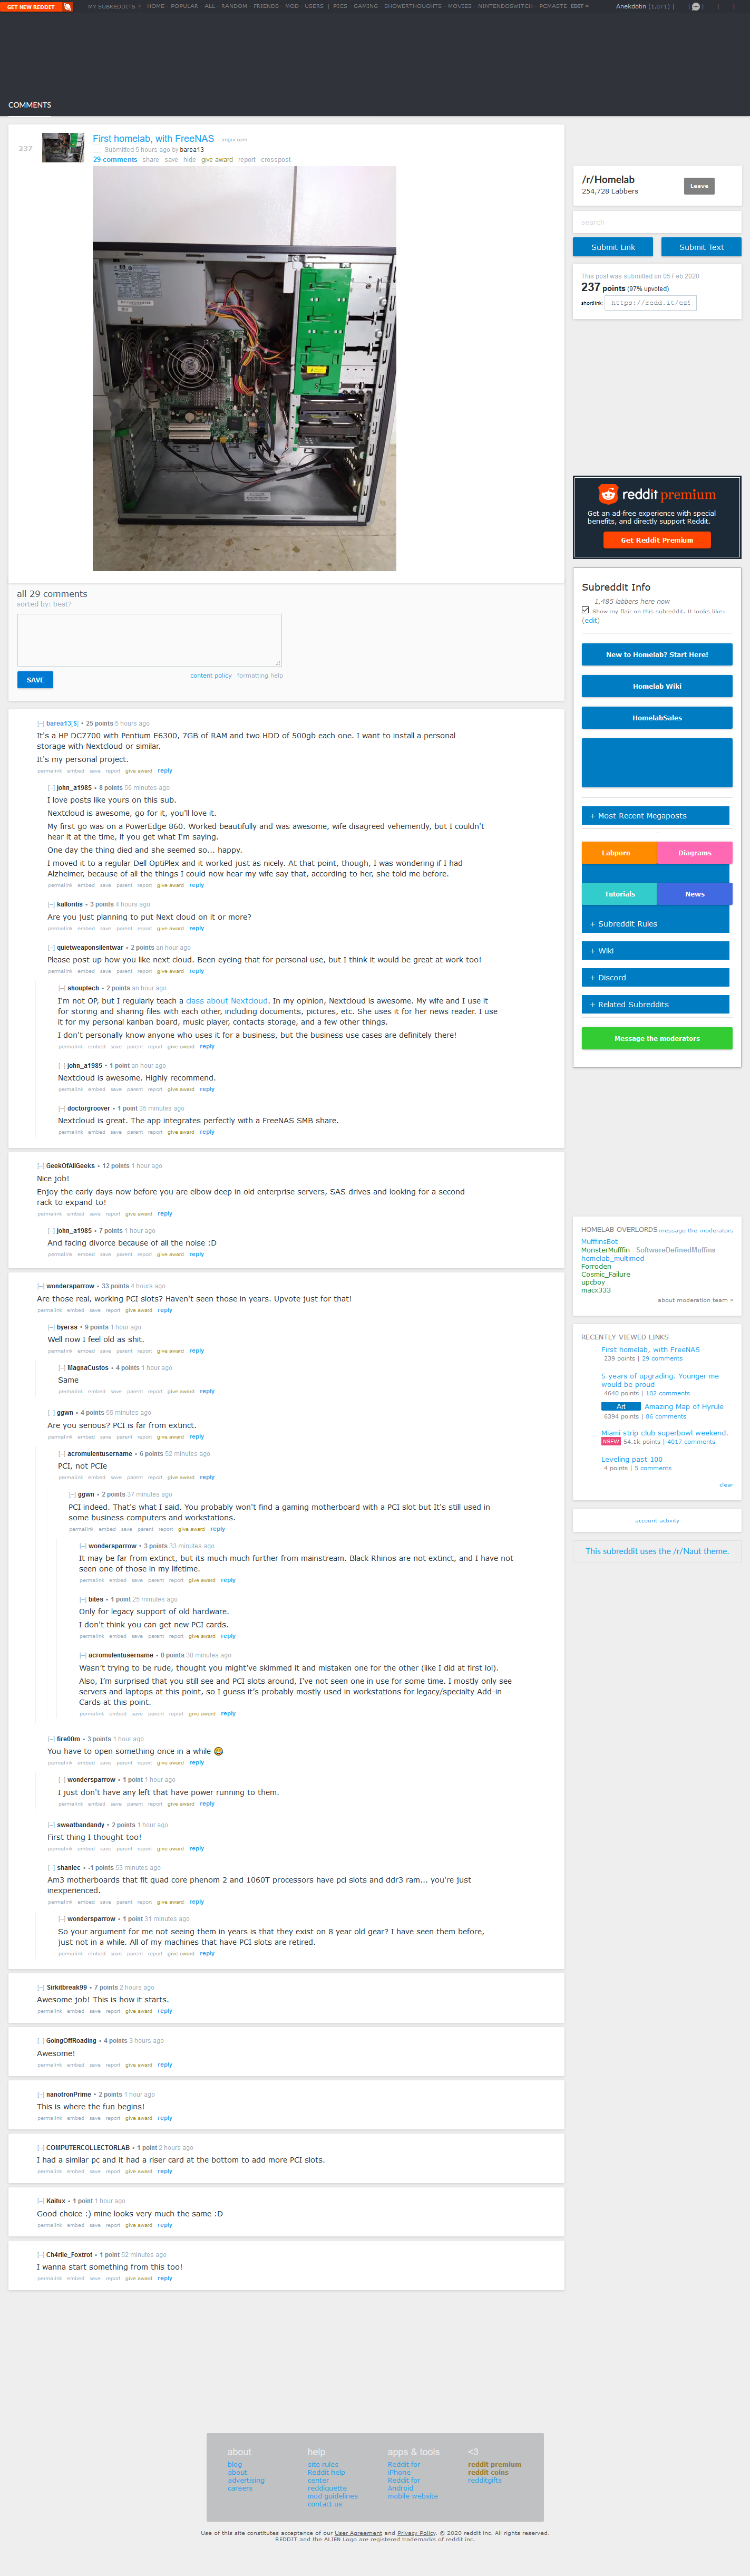 GET NEW REDDIT
MY SUBREDDITS
HOME - POPULAR - ALL - RANDOM - FRIENDS - MOD - USERS | PICS - GAMING - SHOWERTHOUGHTS - MOVIES - NINTENDOSWITCH - PCMASTE EDIT »
Anekdotin (1,671) |
COMMENTS
237
First homelab, with FreeNAS i.imgur.com
Submitted 5 hours ago by barea13
29 comments share save hide give award report crosspost
all 29 comments
sorted by: best?
content policy formatting help
SAVE
[–] barea13[S] • 25 points 5 hours ago
It's a HP DC7700 with Pentium E6300, 7GB of RAM and two HDD of 500gb each one. I want to install a personal
storage with Nextcloud or similar.
It's my personal project.
permalink embed save report give award reply
[–] john_a1985 • 8 points 56 minutes ago
I love posts like yours on this sub.
Nextcloud is awesome, go for it, you'll love it.
My first go was on a PowerEdge 860. Worked beautifully and was awesome, wife disagreed vehemently, but I couldn't
hear it at the time, if you get what I'm saying.
One day the thing died and she seemed so... happy.
I moved it to a regular Dell OptiPlex and it worked just as nicely. At that point, though, I was wondering if I had
Alzheimer, because of all the things I could now hear my wife say that, according to her, she told me before.
permalink embed save parent report give award reply
[–] kalloritis • 3 points 4 hours ago
Are you just planning to put Next cloud on it or more?
permalink embed save parent report give award reply
[–] quietweaponsilentwar • 2 points an hour ago
Please post up how you like next cloud. Been eyeing that for personal use, but I think it would be great at work too!
permalink embed save parent report give award reply
[–] shouptech • 2 points an hour ago
I'm not OP, but I regularly teach a class about Nextcloud. In my opinion, Nextcloud is awesome. My wife and I use it
for storing and sharing files with each other, including documents, pictures, etc. She uses it for her news reader. I use
it for my personal kanban board, music player, contacts storage, and a few other things.
I don't personally know anyone who uses it for a business, but the business use cases are definitely there!
permalink embed save parent report give award reply
[–] john_a1985 • 1 point an hour ago
Nextcloud is awesome. Highly recommend.
permalink embed save parent report give award reply
[–] doctorgroover • 1 point 35 minutes ago
Nextcloud is great. The app integrates perfectly with a FreeNAS SMB share.
permalink embed save parent report give award reply
[–] GeekOfAllGeeks • 12 points 1 hour ago
Nice job!
Enjoy the early days now before you are elbow deep in old enterprise servers, SAS drives and looking for a second
rack to expand to!
permalink embed save report give award reply
[–] john_a1985 • 7 points 1 hour ago
And facing divorce because of all the noise :D
permalink embed save parent report give award reply
[–] wondersparrow • 33 points 4 hours ago
Are those real, working PCI slots? Haven't seen those in years. Upvote just for that!
permalink embed save report give award reply
[–] byerss • 9 points 1 hour ago
Well now I feel old as shit.
permalink embed save parent report give award reply
[–] MagnaCustos • 4 points 1 hour ago
Same
permalink embed save parent report give award reply
[–] ggwn • 4 points 55 minutes ago
Are you serious? PCI is far from extinct.
permalink embed save parent report give award reply
[–] acromulentusername • 6 points 52 minutes ago
PCI, not PCIe
permalink embed save parent report give award reply
[–] ggwn • 2 points 37 minutes ago
PCI indeed. That's what I said. You probably won't find a gaming motherboard with a PCI slot but It's still used in
some business computers and workstations.
permalink embed save parent report give award reply
[–] wondersparrow • 3 points 33 minutes ago
It may be far from extinct, but its much much further from mainstream. Black Rhinos are not extinct, and I have not
seen one of those in my lifetime.
permalink embed save parent report give award reply
[–] bites • 1 point 25 minutes ago
Only for legacy support of old hardware.
I don't think you can get new PCI cards.
permalink embed save parent report give award reply
[–] acromulentusername • 0 points 30 minutes ago
Wasn't trying to be rude, thought you might've skimmed it and mistaken one for the other (like I did at first lol).
Also, I'm surprised that you still see and PCI slots around, I've not seen one in use for some time. I mostly only see
servers and laptops at this point, so I guess it's probably mostly used in workstations for legacy/specialty Add-in
Cards at this point.
permalink embed save parent report give award reply
[–] fire00m • 3 points 1 hour ago
You have to open something once in a while 😂
permalink embed save parent report give award reply
[–] wondersparrow • 1 point 1 hour ago
I just don't have any left that have power running to them.
permalink embed save parent report give award reply
[–] sweatbandandy • 2 points 1 hour ago
First thing I thought too!
permalink embed save parent report give award reply
[–] shanlec • -1 points 53 minutes ago
Am3 motherboards that fit quad core phenom 2 and 1060T processors have pci slots and ddr3 ram... you're just
inexperienced.
permalink embed save parent report give award reply
[–] wondersparrow • 1 point 31 minutes ago
So your argument for me not seeing them in years is that they exist on 8 year old gear? I have seen them before,
just not in a while. All of my machines that have PCI slots are retired.
permalink embed save parent report give award reply
[–] Sirkitbreak99 • 7 points 2 hours ago
Awesome job! This is how it starts.
permalink embed save report give award reply
[–] GoingOffRoading • 4 points 3 hours ago
Awesome!
permalink embed save report give award reply
[–] nanotronPrime • 2 points 1 hour ago
This is where the fun begins!
permalink embed save report give award reply
[–] COMPUTERCOLLECTORLAB • 1 point 2 hours ago
I had a similar pc and it had a riser card at the bottom to add more PCI slots.
permalink embed save report give award reply
[–] Kaitux • 1 point 1 hour ago
Good choice :) mine looks very much the same :D
permalink embed save report give award reply
[–] Ch4rlie_Foxtrot • 1 point 52 minutes ago
I wanna start something from this too!
permalink embed save report give award reply
/r/Homelab
254,728 Labbers
Leave
search
Submit Link
Submit Text
This post was submitted on 05 Feb 2020
237 points (97% upvoted)
shortlink:
reddit premium
Get an ad-free experience with special
benefits, and directly support Reddit.
Get Reddit Premium
Subreddit Info
1,485 labbers here now
Show my flair on this subreddit. It looks like:
(edit)
New to Homelab? Start Here!
Homelab Wiki
HomelabSales
+ Most Recent Megaposts
Labporn
Diagrams
Tutorials
News
+ Subreddit Rules
+ Wiki
+ Discord
+ Related Subreddits
Message the moderators
HOMELAB OVERLORDS message the moderators
MufffinsBot
MonsterMufffin SoftwareDefinedMuffins
homelab_multimod
Forroden
Cosmic_Failure
upcboy
macx333
about moderation team »
RECENTLY VIEWED LINKS
First homelab, with FreeNAS
239 points | 29 comments
5 years of upgrading. Younger me
would be proud
4640 points | 182 comments
Art Amazing Map of Hyrule
6394 points | 86 comments
Miami strip club superbowl weekend.
NSFW 54.1k points | 4017 comments
Leveling past 100
4 points | 5 comments
clear
account activity
This subreddit uses the /r/Naut theme.
about
blog
about
advertising
careers
help
site rules
Reddit help
center
reddiquette
mod guidelines
contact us
apps & tools
Reddit for
iPhone
Reddit for
Android
mobile website
<3
reddit premium
reddit coins
redditgifts
Use of this site constitutes acceptance of our User Agreement and Privacy Policy. © 2020 reddit inc. All rights reserved.
REDDIT and the ALIEN Logo are registered trademarks of reddit inc.